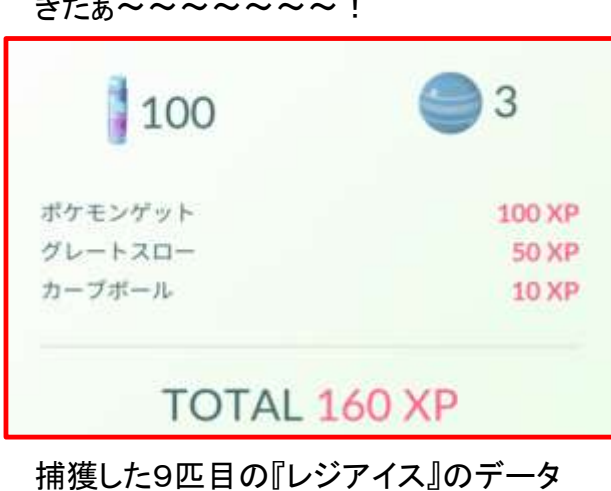 きたぁ～～～～～～～！
100
3
ポケモンゲット 100 XP
グレートスロー 50 XP
カーブボール 10 XP
TOTAL 160 XP
捕獲した９匹目の『レジアイス』のデータ